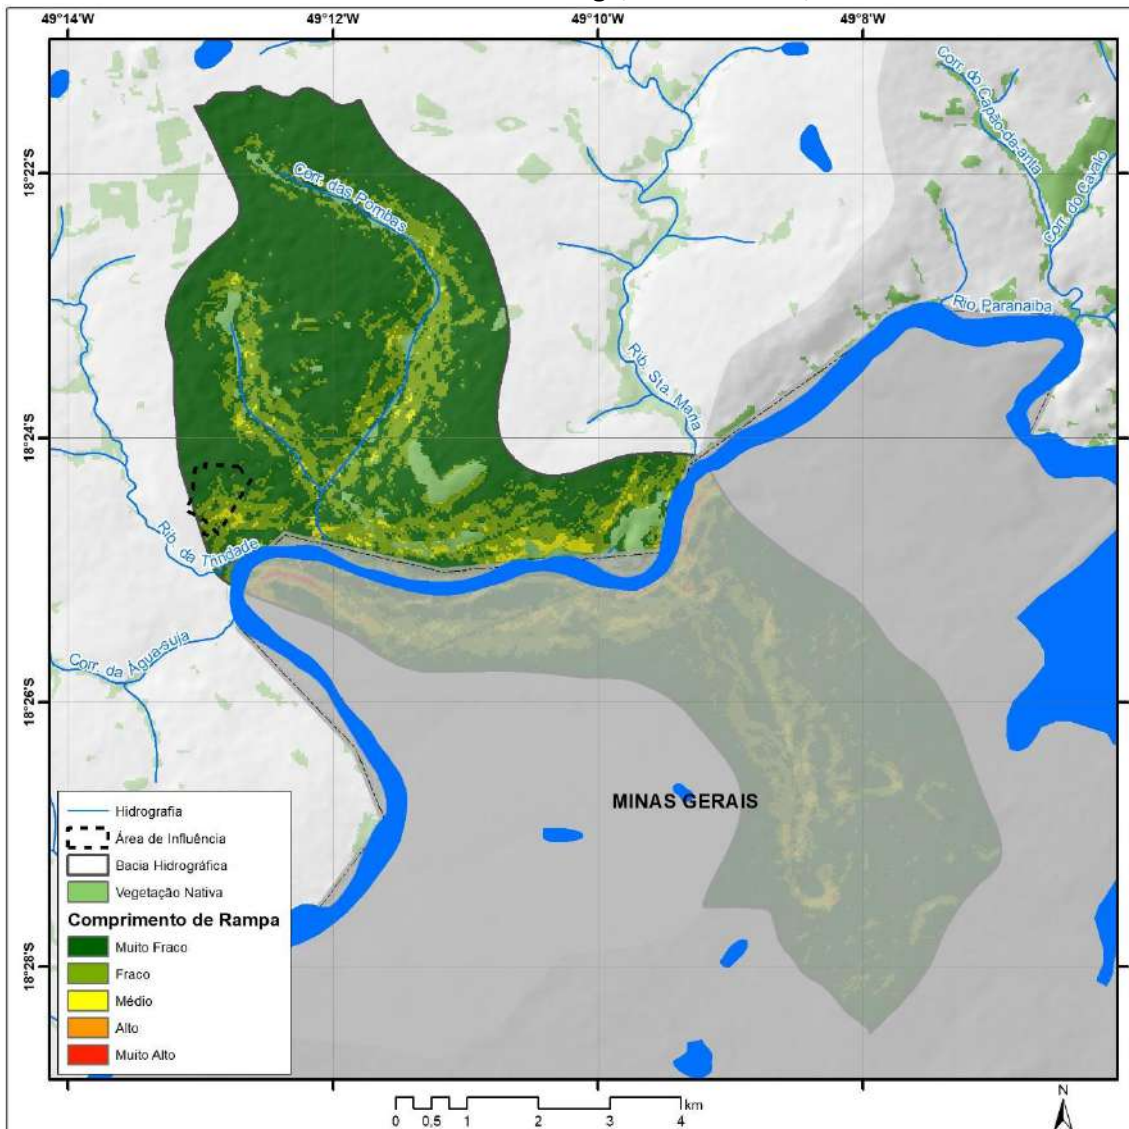 49°14'W 49°12'W 49°10'W 49°8'W
18°22'S
18°24'S
18°26'S
18°28'S
Corr. do Capão da anta
Corr. do Cavalo
Corr. das Pombas
Rio Paranaíba
Rib. Sta. Maria
Rib. da Trindade
Corr. da Água-suja
MINAS GERAIS
Hidrografia
Área de Influência
Bacia Hidrográfica
Vegetação Nativa
Comprimento de Rampa
Muito Fraco
Fraco
Médio
Alto
Muito Alto
km
0 0,5 1 2 3 4
N